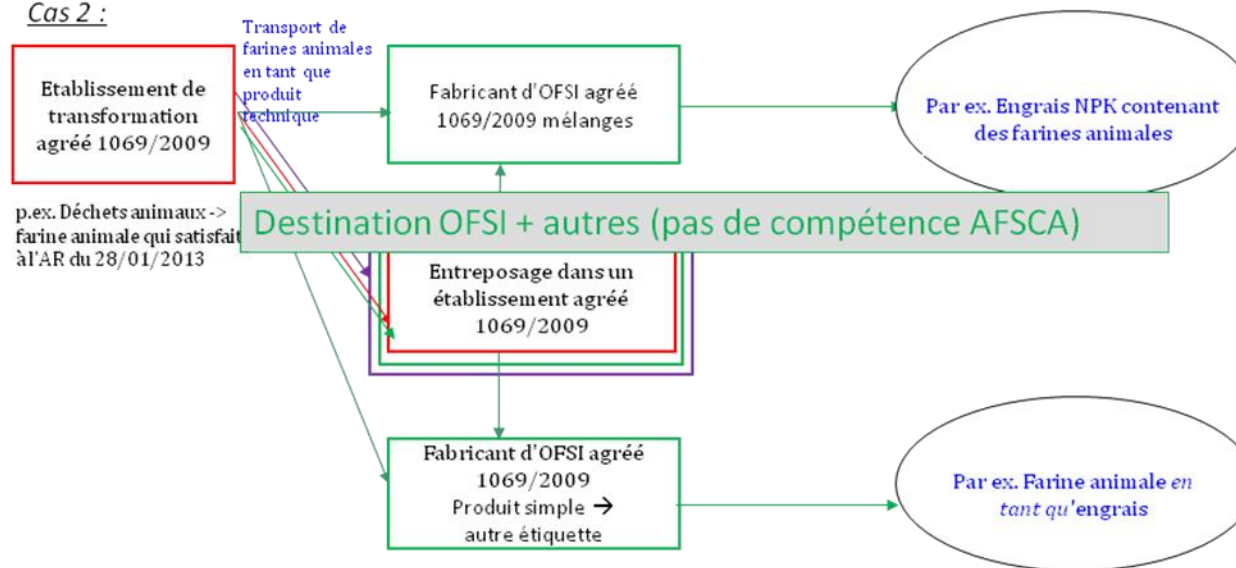 Cas 2 :
Transport de
farines animales
en tant que
produit
technique
Etablissement de
transformation
agréé 1069/2009
Fabricant d'OFSI agréé
1069/2009 mélanges
Par ex. Engrais NPK contenant
des farines animales
p.ex. Déchets animaux ->
farine animale qui satisfait
à l'AR du 28/01/2013
Destination OFSI + autres (pas de compétence AFSCA)
Entreposage dans un
établissement agréé
1069/2009
Fabricant d'OFSI agréé
1069/2009
Produit simple →
autre étiquette
Par ex. Farine animale en
tant qu'engrais